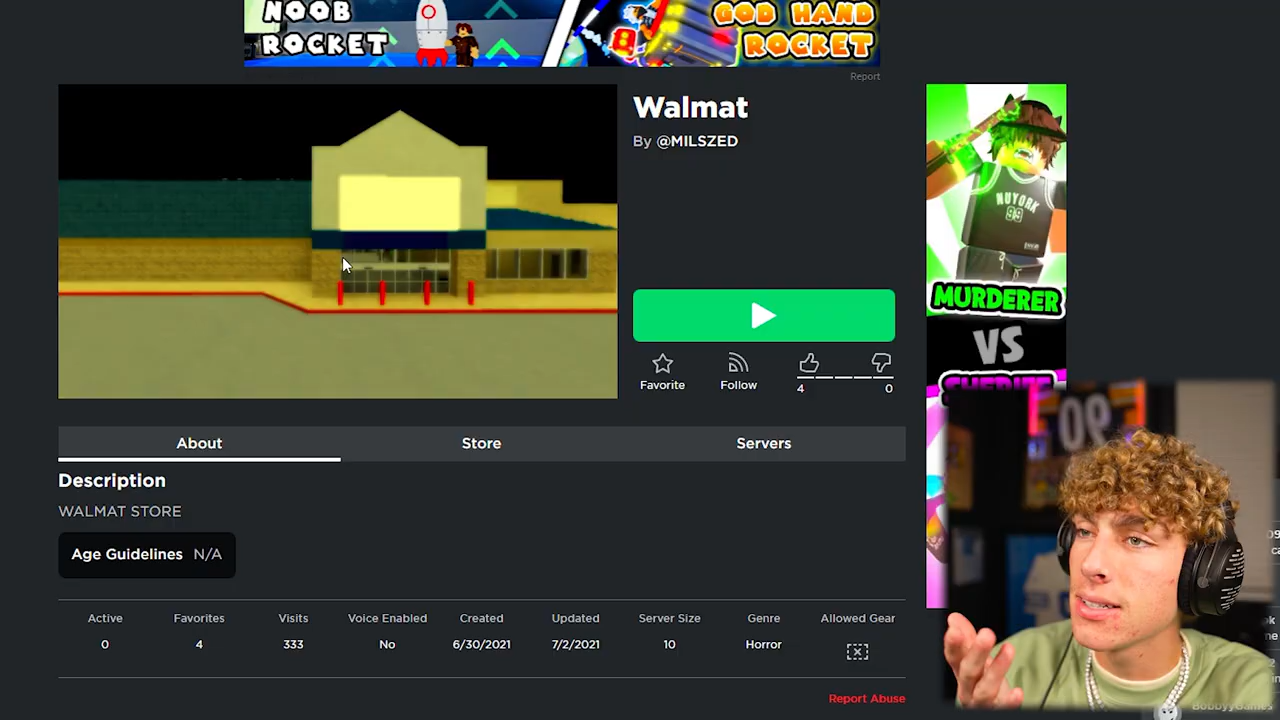 NOOB
ROCKET
GOD HAND
ROCKET
Report
Walmat
By @MILSZED
NUYORK
99
MURDERER
VS
Favorite
Follow
4
0
About
Store
Servers
Description
WALMAT STORE
Age Guidelines N/A
Active
Favorites
Visits
Voice Enabled
Created
Updated
Server Size
Genre
Allowed Gear
0
4
333
No
6/30/2021
7/2/2021
10
Horror
Report Abuse